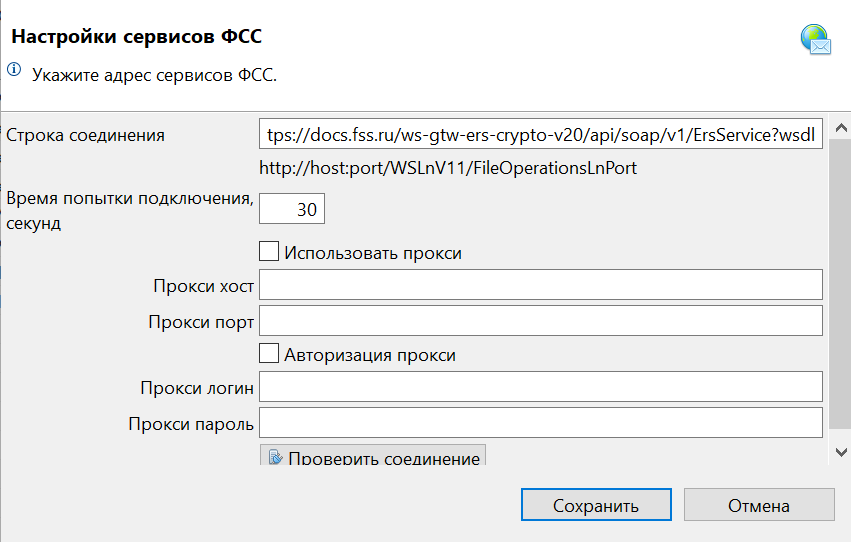 Настройки сервисов ФСС
Укажите адрес сервисов ФСС.
Строка соединения
tps://docs.fss.ru/ws-gtw-ers-crypto-v20/api/soap/v1/ErsService?wsdl
http://host:port/WSLnV11/FileOperationsLnPort
Время попытки подключения,
секунд
30
Использовать прокси
Прокси хост
Прокси порт
Авторизация прокси
Прокси логин
Прокси пароль
Проверить соединение
Сохранить
Отмена